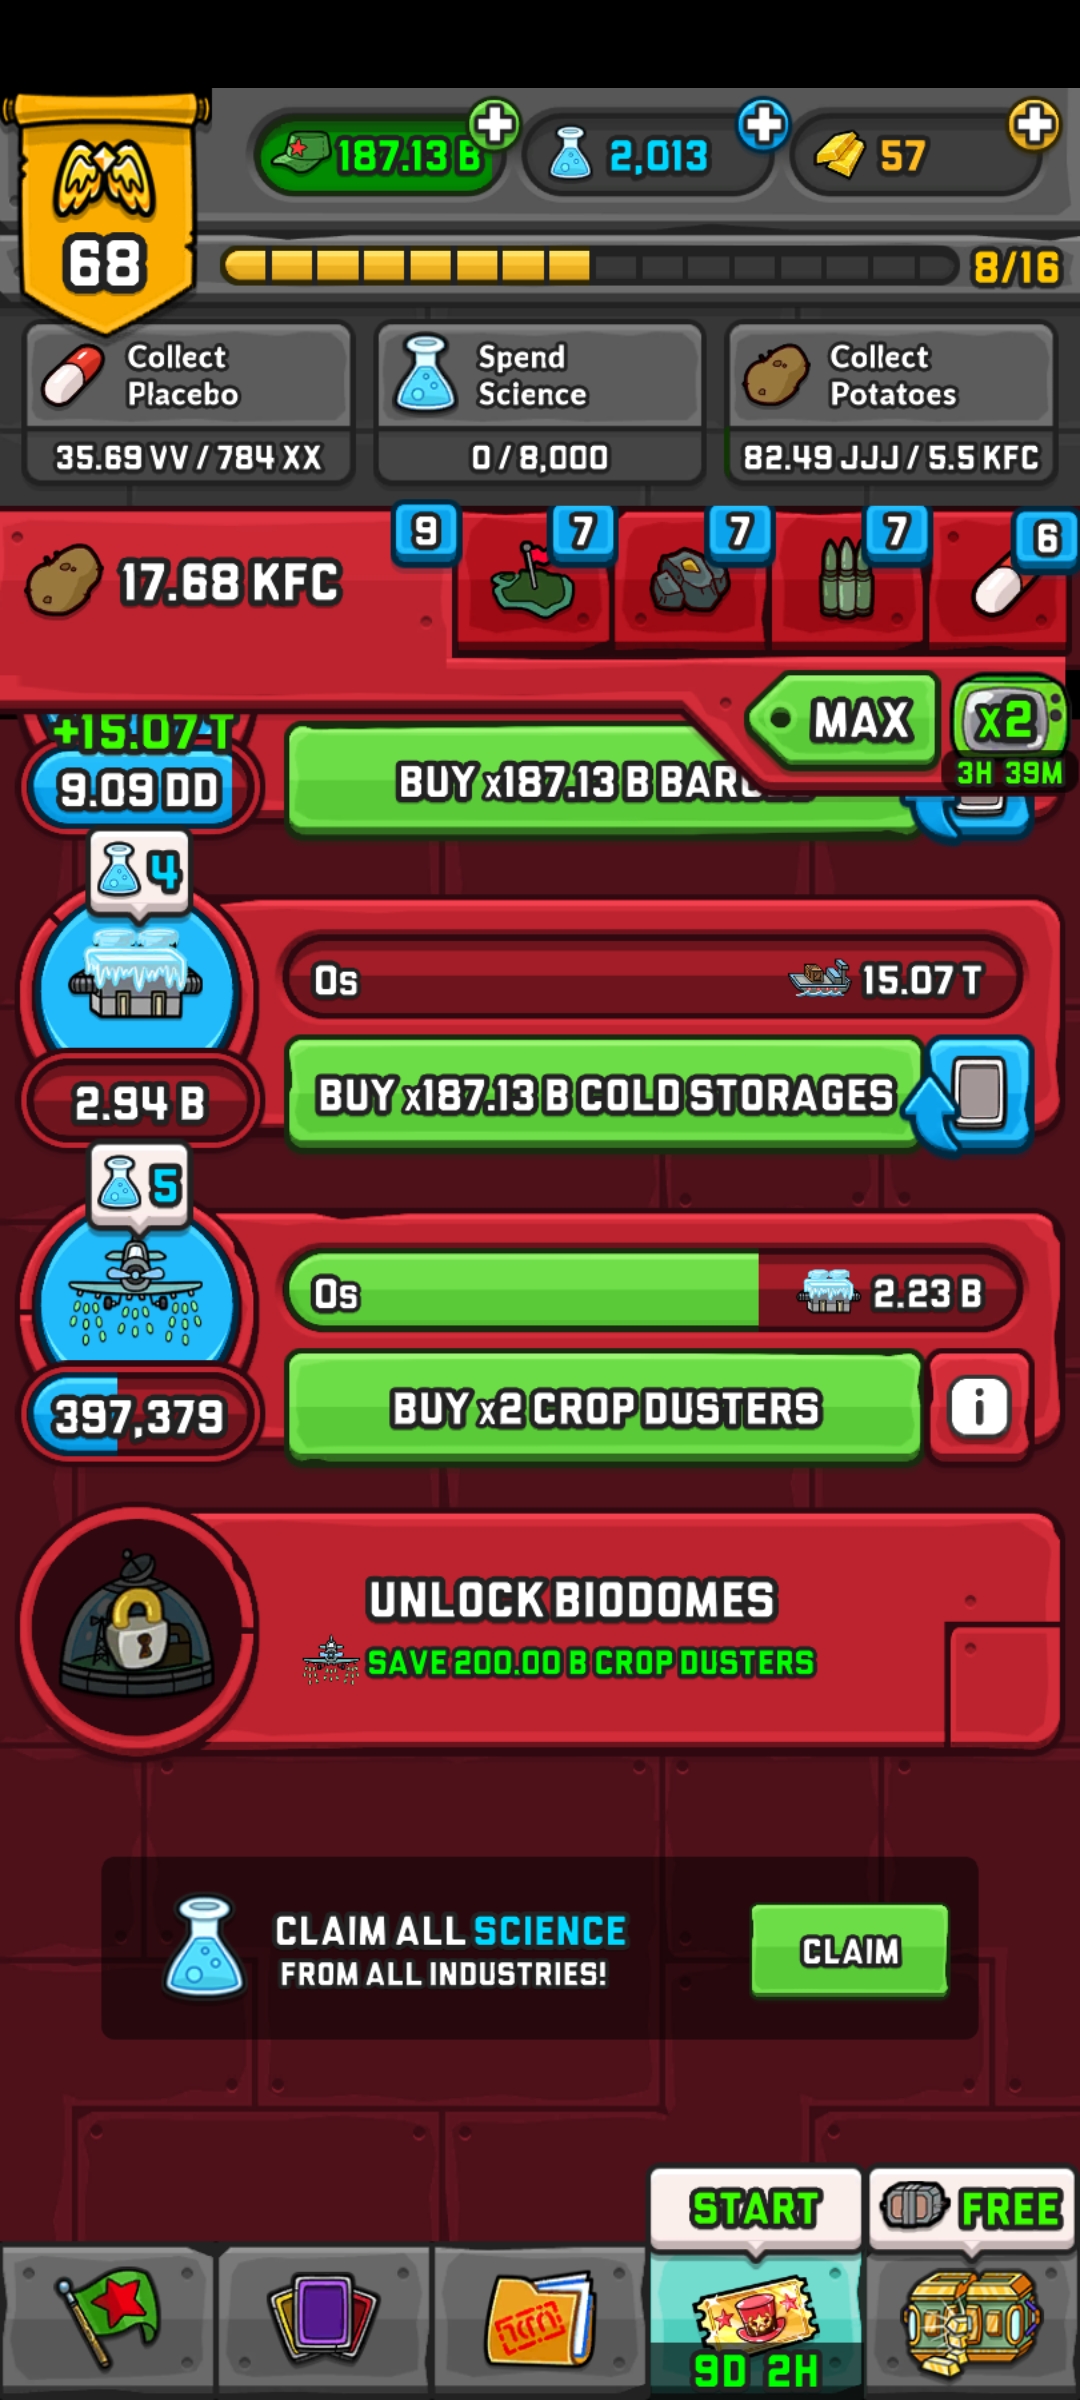 187.13 B
2,013
57
68
8/16
Collect
Placebo
35.69 VV / 784 XX
Spend
Science
0 / 8,000
Collect
Potatoes
82.49 JJJ / 5.5 KFC
17.68 KFC
9
7
7
7
6
MAX
x2
3H 39M
+15.07 T
9.09 DD
BUY x187.13 B
4
0s
15.07 T
2.94 B
BUY x187.13 B COLD STORAGES
5
0s
2.23 B
397,379
BUY x2 CROP DUSTERS
i
UNLOCK BIODOMES
SAVE 200.00 B CROP DUSTERS
CLAIM ALL SCIENCE
FROM ALL INDUSTRIES!
CLAIM
START
FREE
9D 2H